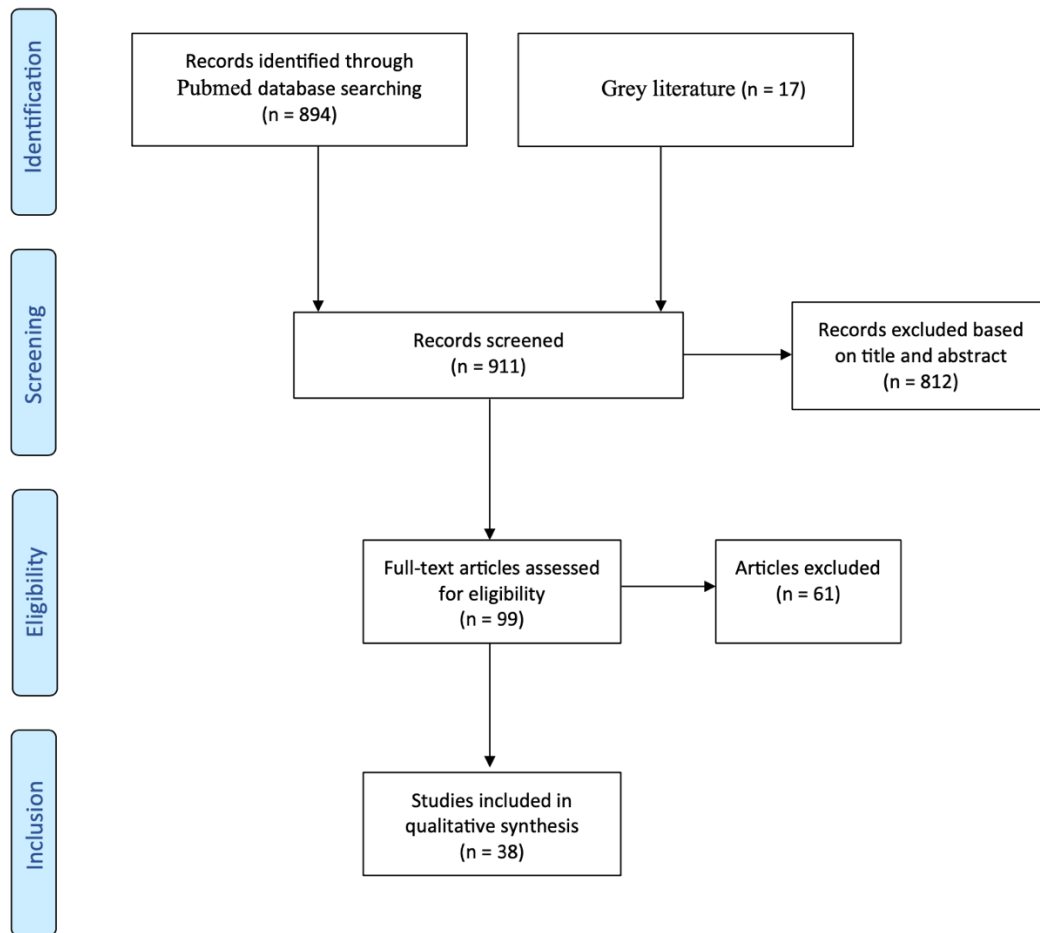 Identification
Records identified through
Pubmed database searching
(n = 894)
Grey literature (n = 17)
Screening
Records screened
(n = 911)
Records excluded based
on title and abstract
(n = 812)
Eligibility
Full-text articles assessed
for eligibility
(n = 99)
Articles excluded
(n = 61)
Inclusion
Studies included in
qualitative synthesis
(n = 38)